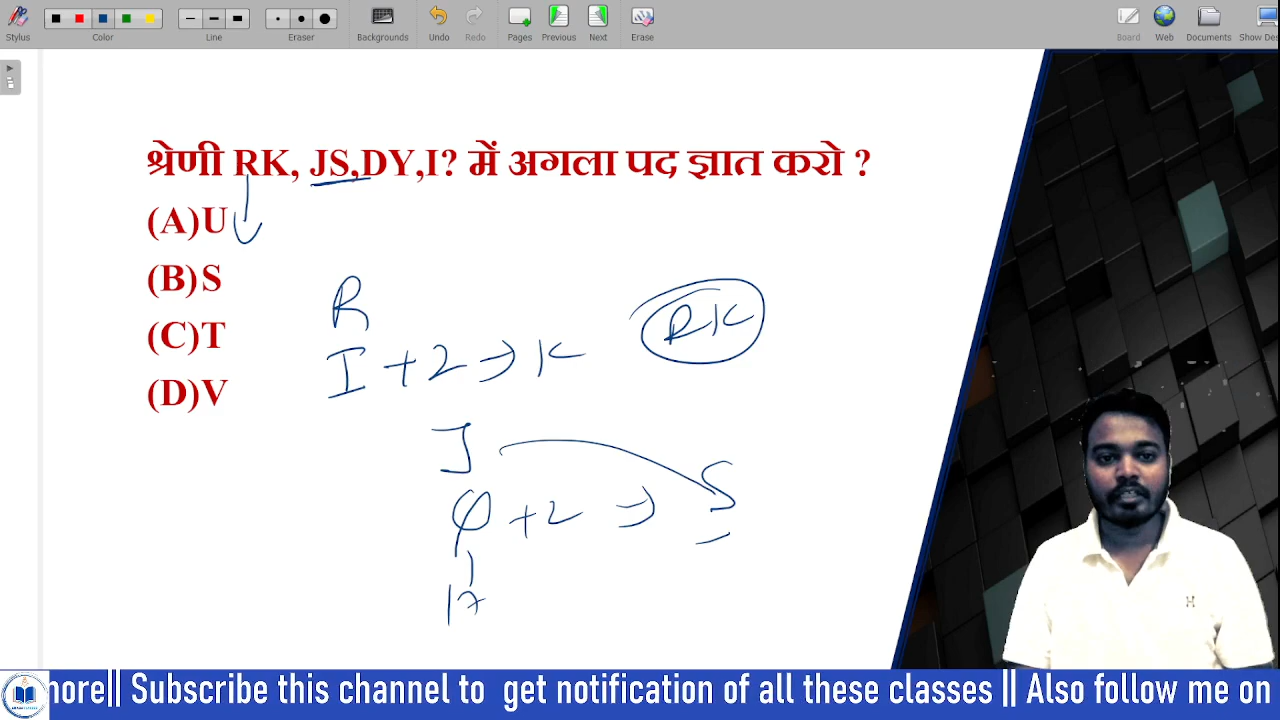 Stylus Color Line Eraser Backgrounds Undo Redo Pages Previous Next Erase Board Web Documents Show Des
श्रेणी RK, JS,DY,I? में अगला पद ज्ञात करो ?
(A)U
(B)S
(C)T
(D)V
R
I + 2 ⇒ K
RK
J
Q + 2 ⇒ S
17
more|| Subscribe this channel to get notification of all these classes || Also follow me on